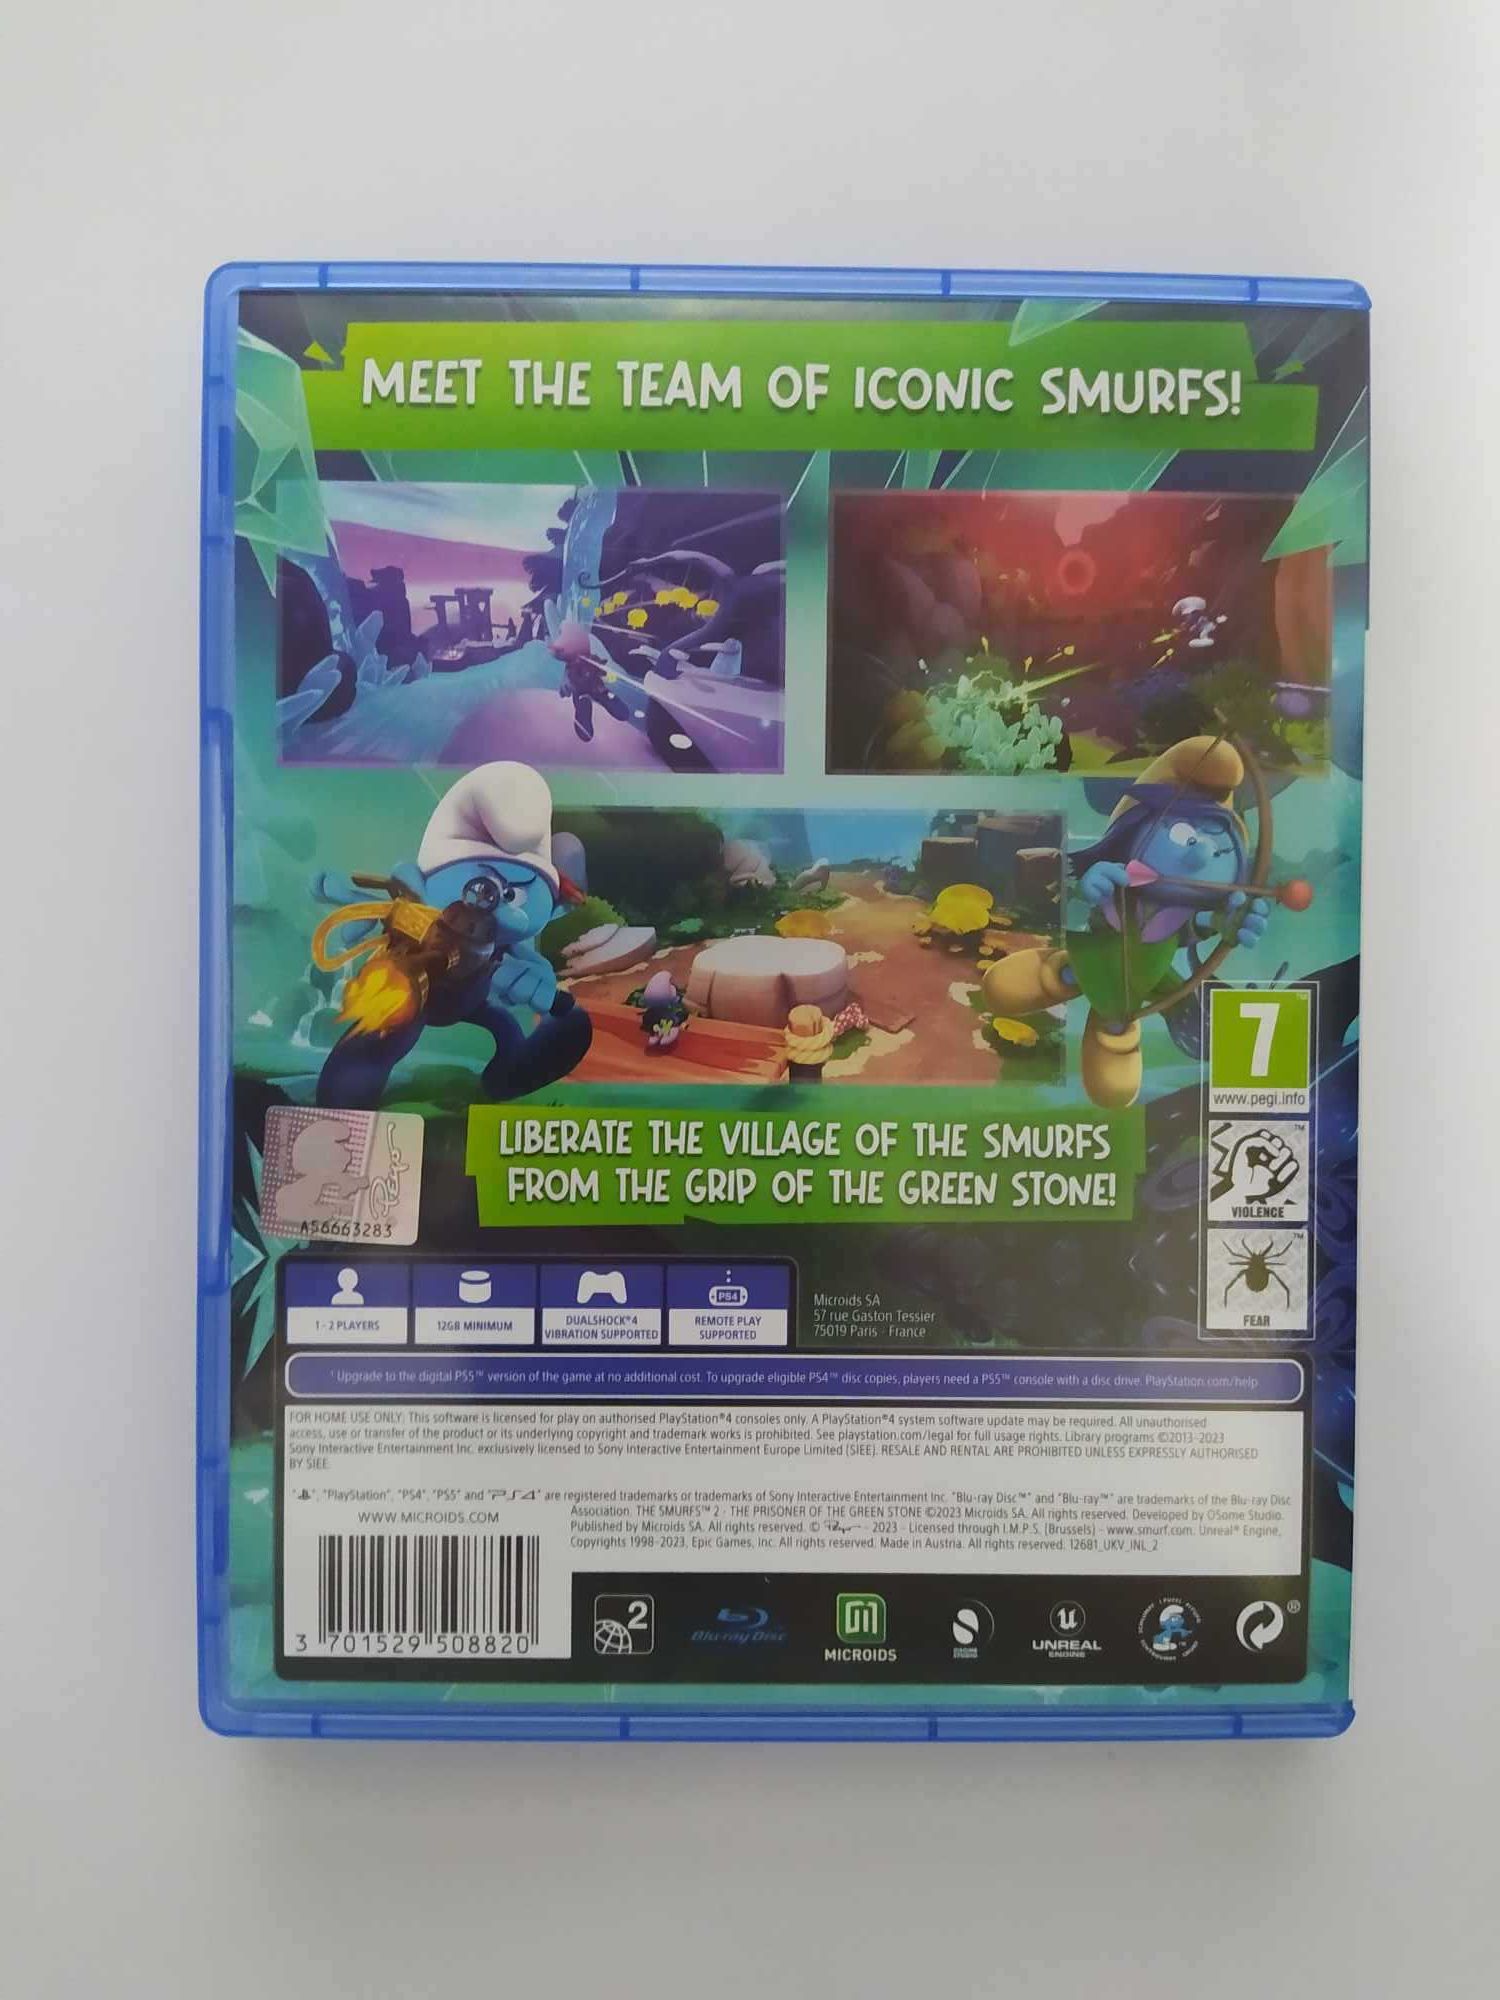 MEET THE TEAM OF ICONIC SMURFS!
7
www.pegi.info
VIOLENCE
FEAR
LIBERATE THE VILLAGE OF THE SMURFS
FROM THE GRIP OF THE GREEN STONE!
Peyo
AS6663283
1 - 2 PLAYERS
12GB MINIMUM
DUALSHOCK®4
VIBRATION SUPPORTED
PS4
REMOTE PLAY
SUPPORTED
Microids SA
57 rue Gaston Tessier
75019 Paris - France
¹ Upgrade to the digital PS5™ version of the game at no additional cost. To upgrade eligible PS4™ disc copies, players need a PS5™ console with a disc drive. PlayStation.com/help
FOR HOME USE ONLY: This software is licensed for play on authorised PlayStation®4 consoles only. A PlayStation®4 system software update may be required. All unauthorised
access, use or transfer of the product or its underlying copyright and trademark works is prohibited. See playstation.com/legal for full usage rights. Library programs ©2013-2023
Sony Interactive Entertainment Inc. exclusively licensed to Sony Interactive Entertainment Europe Limited (SIEE). RESALE AND RENTAL ARE PROHIBITED UNLESS EXPRESSLY AUTHORISED
BY SIEE.
"PlayStation", "PS4", "PS5" and "PS4" are registered trademarks or trademarks of Sony Interactive Entertainment Inc. "Blu-ray Disc™" and "Blu-ray™" are trademarks of the Blu-ray Disc
Association. THE SMURFS™ 2 - THE PRISONER OF THE GREEN STONE ©2023 Microids SA. All rights reserved. Developed by OSome Studio.
Published by Microids SA. All rights reserved. © Peyo - 2023 - Licensed through I.M.P.S. (Brussels) - www.smurf.com. Unreal® Engine,
Copyrights 1998-2023, Epic Games, Inc. All rights reserved. Made in Austria. All rights reserved. 12681_UKV_INL_2
WWW.MICROIDS.COM
3 701529 508820
2
Blu-ray Disc
MICROIDS
UNREAL
ENGINE
®